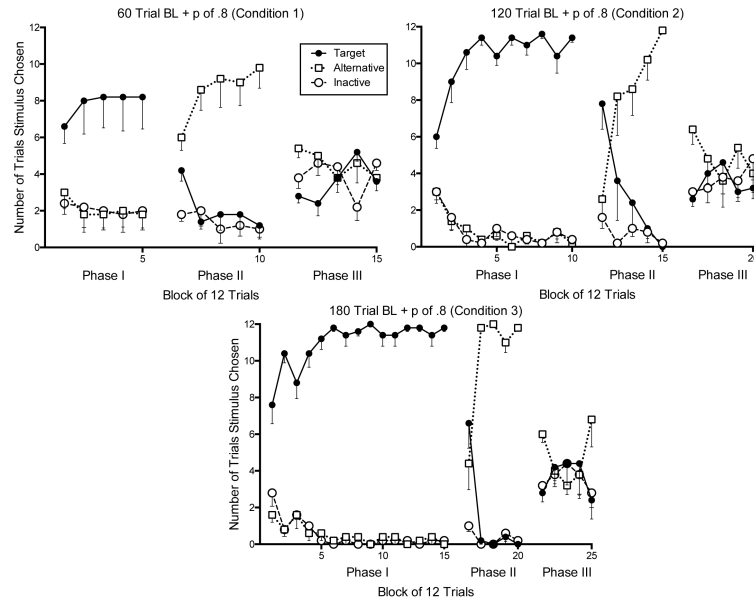 60 Trial BL + p of .8 (Condition 1)
12
10
8
6
4
2
0
Number of Trials Stimulus Chosen
Target
Alternative
Inactive
5
10
15
Phase I
Phase II
Phase III
Block of 12 Trials
120 Trial BL + p of .8 (Condition 2)
12
10
8
6
4
2
0
5
10
15
20
Phase I
Phase II
Phase III
Block of 12 Trials
180 Trial BL + p of .8 (Condition 3)
12
10
8
6
4
2
0
Number of Trials Stimulus Chosen
5
10
15
20
25
Phase I
Phase II
Phase III
Block of 12 Trials